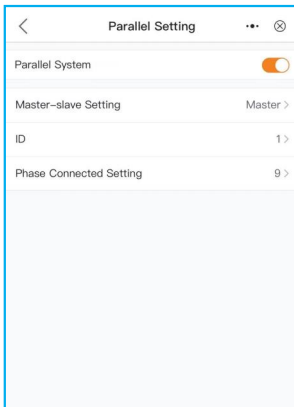 Parallel Setting
Parallel System
Master-slave Setting Master
ID 1
Phase Connected Setting 9